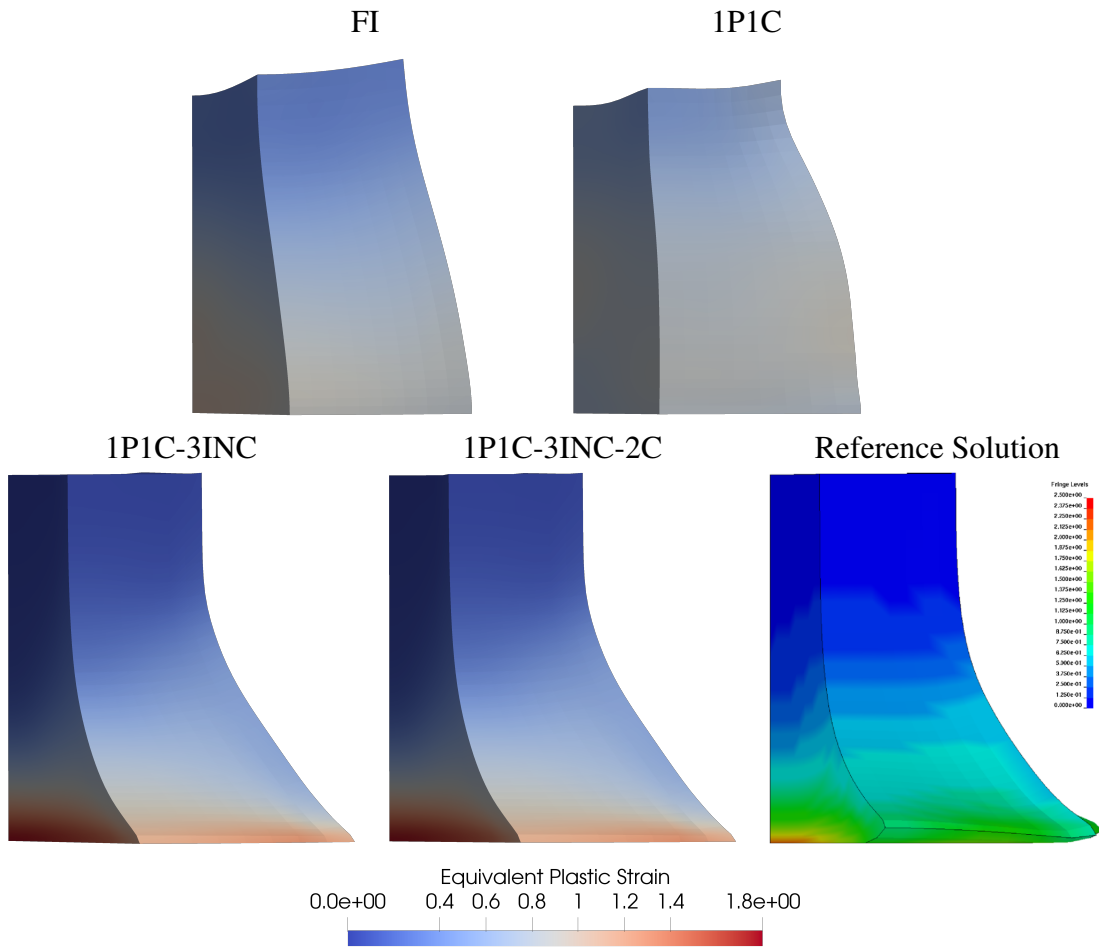 FI
1P1C
1P1C-3INC
1P1C-3INC-2C
Reference Solution
Fringe Levels
2.500e+00
2.375e+00
2.250e+00
2.125e+00
2.000e+00
1.875e+00
1.750e+00
1.625e+00
1.500e+00
1.375e+00
1.250e+00
1.125e+00
1.000e+00
8.750e-01
7.500e-01
6.250e-01
5.000e-01
3.750e-01
2.500e-01
1.250e-01
0.000e+00
Equivalent Plastic Strain
0.0e+00 0.4 0.6 0.8 1 1.2 1.4 1.8e+00